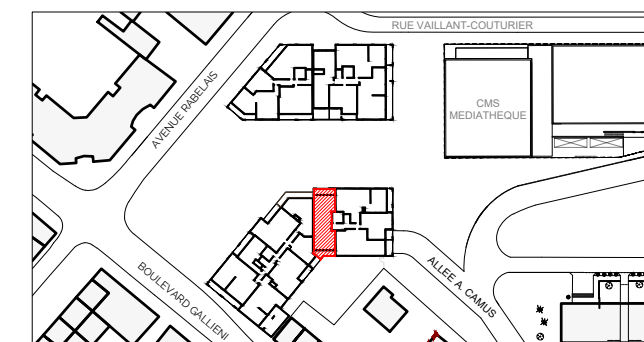 RUE VAILLANT-COUTURIER
AVENUE RABELAIS
CMS
MEDIATHEQUE
BOULEVARD GALLIENI
ALLEE A. CAMUS